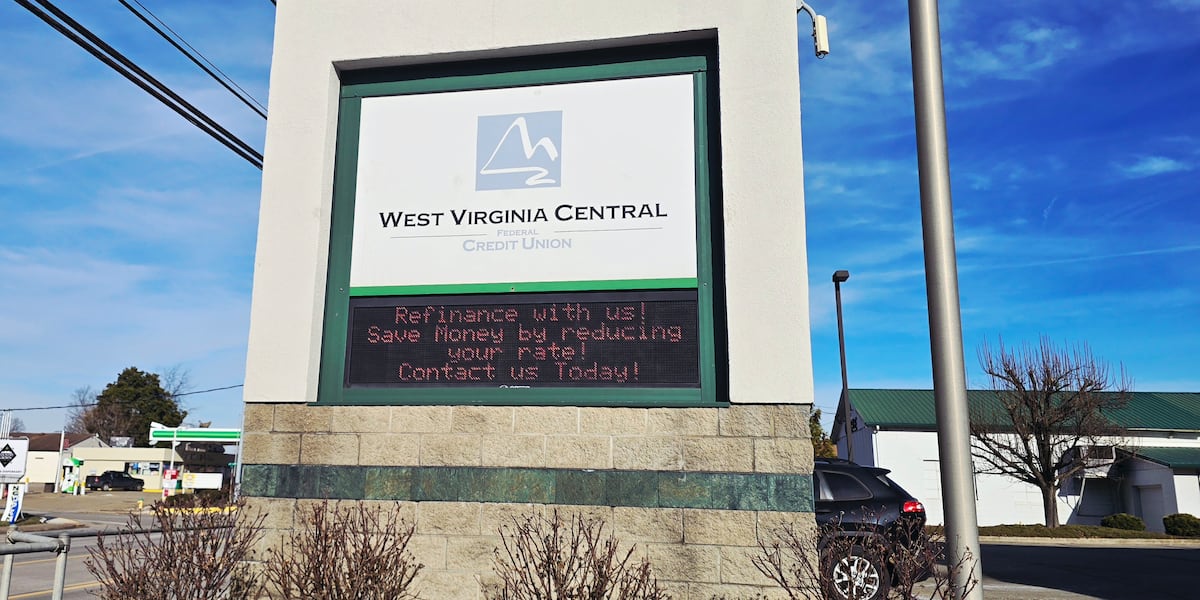 West Virginia Central
Federal
Credit Union
Refinance with us!
Save Money by reducing
your rate!
Contact us Today!